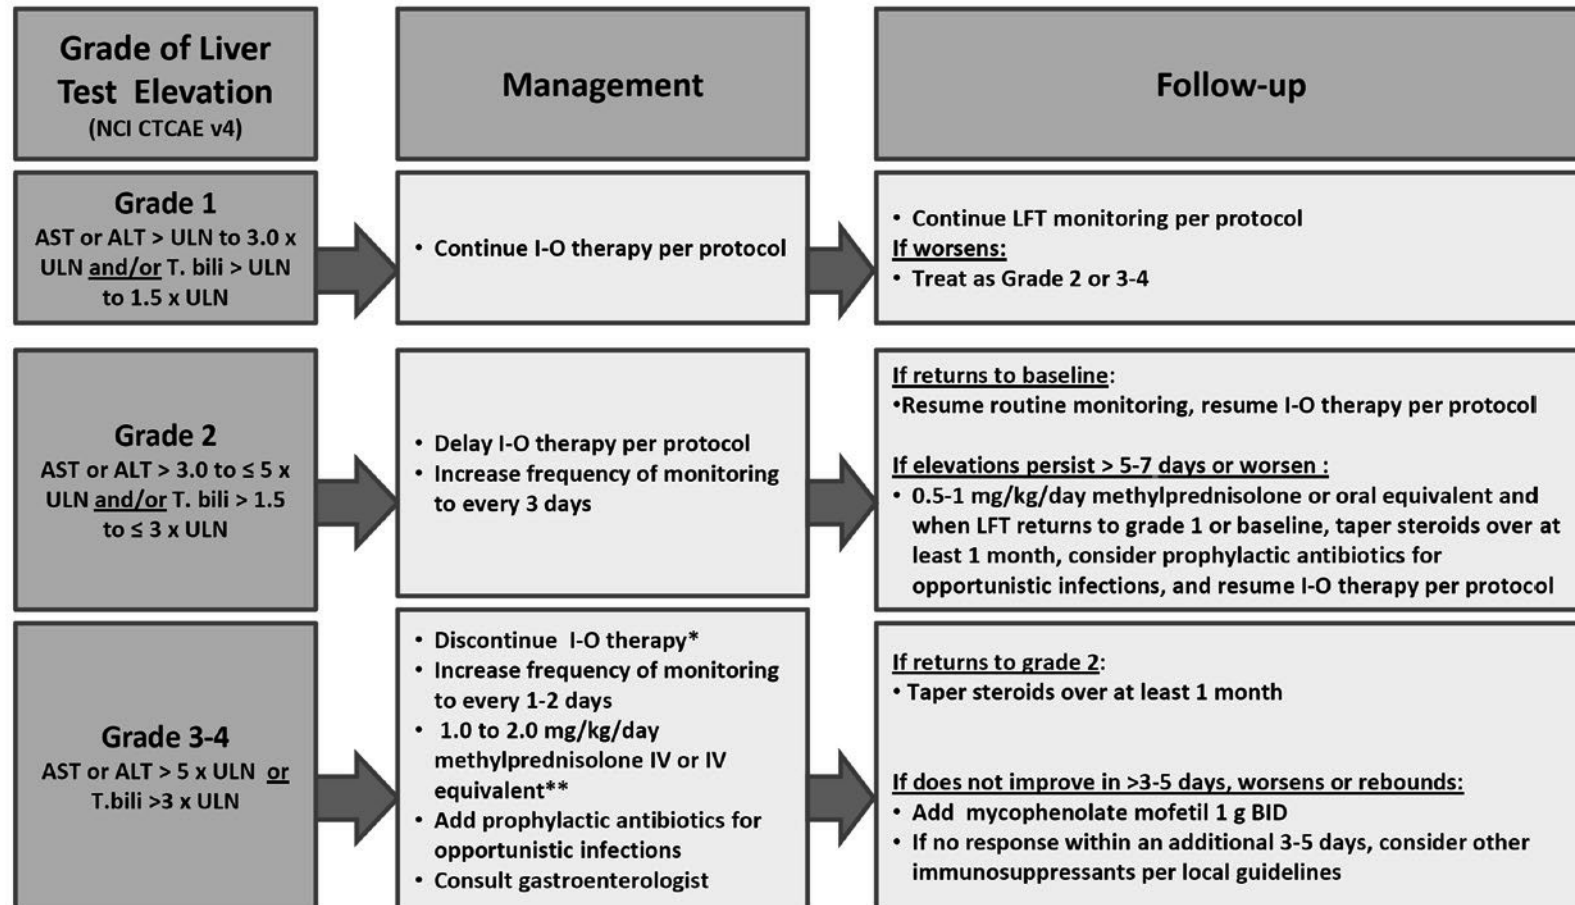 Grade of Liver
Test Elevation
(NCI CTCAE v4)
Management
Follow-up
Grade 1
AST or ALT > ULN to 3.0 x
ULN and/or T. bili > ULN
to 1.5 x ULN
• Continue I-O therapy per protocol
• Continue LFT monitoring per protocol
If worsens:
• Treat as Grade 2 or 3-4
Grade 2
AST or ALT > 3.0 to ≤ 5 x
ULN and/or T. bili > 1.5
to ≤ 3 x ULN
• Delay I-O therapy per protocol
• Increase frequency of monitoring
to every 3 days
If returns to baseline:
•Resume routine monitoring, resume I-O therapy per protocol
If elevations persist > 5-7 days or worsen :
• 0.5-1 mg/kg/day methylprednisolone or oral equivalent and
when LFT returns to grade 1 or baseline, taper steroids over at
least 1 month, consider prophylactic antibiotics for
opportunistic infections, and resume I-O therapy per protocol
Grade 3-4
AST or ALT > 5 x ULN or
T.bili >3 x ULN
• Discontinue I-O therapy*
• Increase frequency of monitoring
to every 1-2 days
• 1.0 to 2.0 mg/kg/day
methylprednisolone IV or IV
equivalent**
• Add prophylactic antibiotics for
opportunistic infections
• Consult gastroenterologist
If returns to grade 2:
• Taper steroids over at least 1 month
If does not improve in >3-5 days, worsens or rebounds:
• Add mycophenolate mofetil 1 g BID
• If no response within an additional 3-5 days, consider other
immunosuppressants per local guidelines